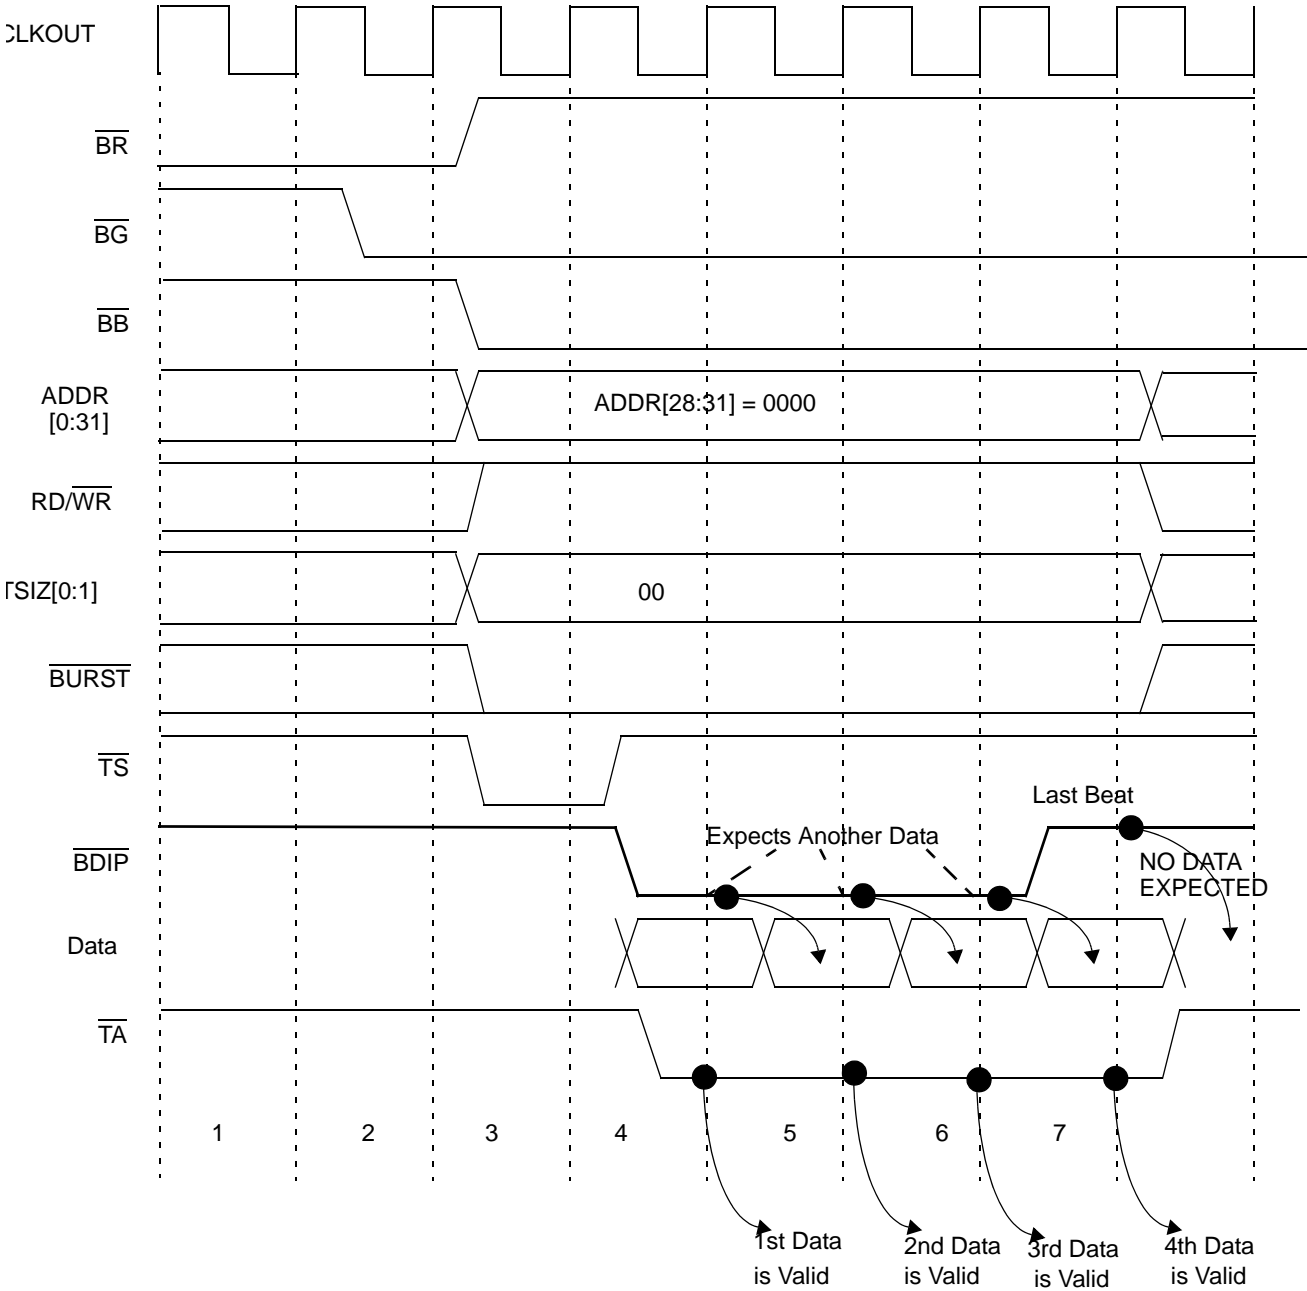 CLKOUT
BR
BG
BB
ADDR
[0:31]
ADDR[28:31] = 0000
RD/WR
TSIZ[0:1]
00
BURST
TS
Last Beat
Expects Another Data
BDIP
NO DATA
EXPECTED
Data
TA
1 2 3 4 5 6 7
1st Data
is Valid
2nd Data
is Valid
3rd Data
is Valid
4th Data
is Valid